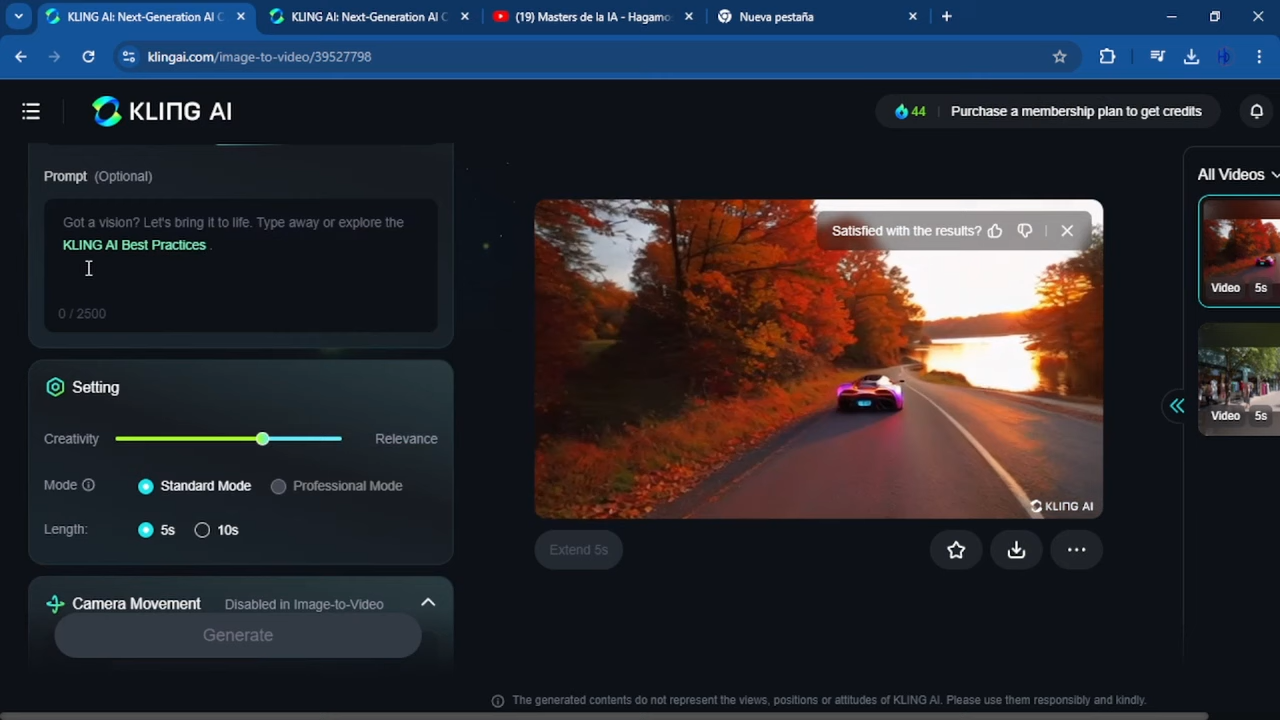 KLING AI: Next-Generation AI C
KLING AI: Next-Generation AI C
(19) Masters de la IA - Hagamo
Nueva pestaña
klingai.com/image-to-video/39527798
KLING AI
44
Purchase a membership plan to get credits
Prompt (Optional)
Got a vision? Let's bring it to life. Type away or explore the
KLING AI Best Practices .
0 / 2500
Setting
Creativity
Relevance
Mode
Standard Mode
Professional Mode
Length:
5s
10s
Camera Movement
Disabled in Image-to-Video
Generate
Satisfied with the results?
KLING AI
Extend 5s
All Videos
Video 5s
Video 5s
The generated contents do not represent the views, positions or attitudes of KLING AI. Please use them responsibly and kindly.